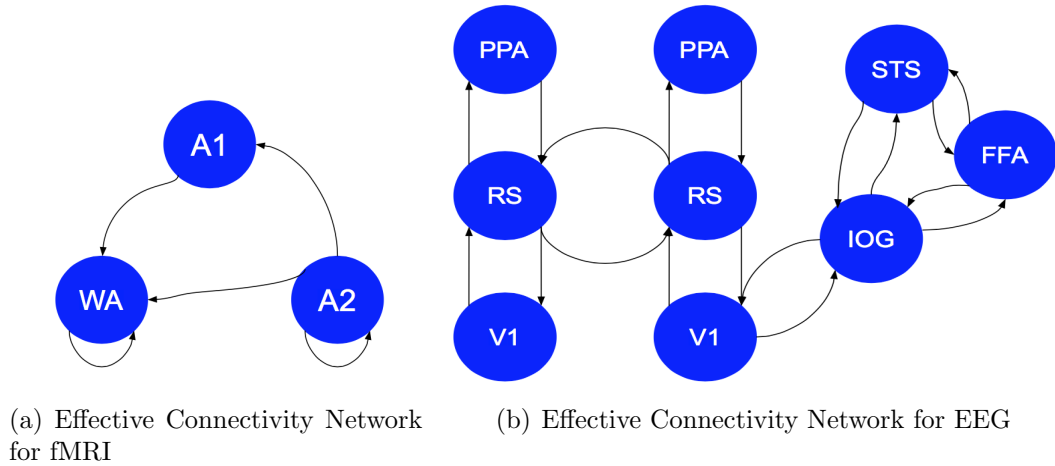 A1
WA
A2
PPA
PPA
RS
RS
V1
V1
STS
FFA
IOG
(a) Effective Connectivity Network
for fMRI
(b) Effective Connectivity Network for EEG